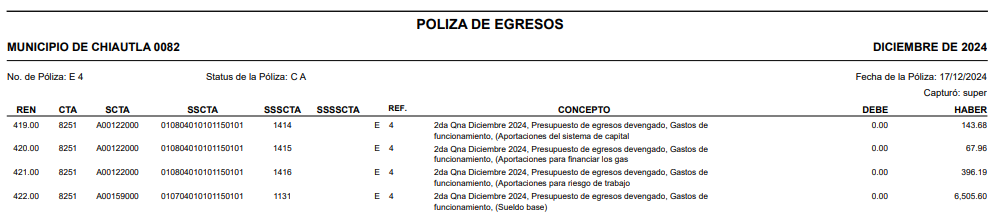 POLIZA DE EGRESOS
MUNICIPIO DE CHIAUTLA 0082 DICIEMBRE DE 2024
No. de Póliza: E 4 Status de la Póliza: C A Fecha de la Póliza: 17/12/2024
Capturó: super
REN CTA SCTA SSCTA SSSCTA SSSSCTA REF. CONCEPTO DEBE HABER
419.00 8251 A00122000 010804010101150101 1414 E 4 2da Qna Diciembre 2024, Presupuesto de egresos devengado, Gastos de 0.00 143.68
funcionamiento, (Aportaciones del sistema de capital
420.00 8251 A00122000 010804010101150101 1415 E 4 2da Qna Diciembre 2024, Presupuesto de egresos devengado, Gastos de 0.00 67.96
funcionamiento, (Aportaciones para financiar los gas
421.00 8251 A00122000 010804010101150101 1416 E 4 2da Qna Diciembre 2024, Presupuesto de egresos devengado, Gastos de 0.00 396.19
funcionamiento, (Aportaciones para riesgo de trabajo
422.00 8251 A00159000 010704010101150101 1131 E 4 2da Qna Diciembre 2024, Presupuesto de egresos devengado, Gastos de 0.00 6,505.60
funcionamiento, (Sueldo base)